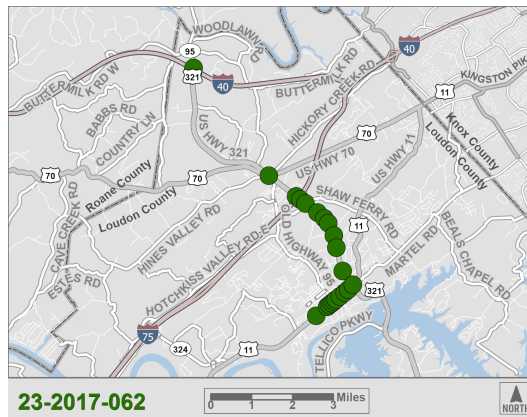 WOODLAWN RD
95
321
40
40
BUTTERMILK RD W
BUTTERMILK RD
KINGSTON PIK
11
BABBS RD
COUNTRY LN
HICKORY CREEK RD
US HWY 321
70
US HWY 11
Knox County
Loudon County
US HWY 70
70
70
Roane County
Loudon County
SHAW FERRY RD
CAVE CREEK RD
HINES VALLEY RD
OLD HIGHWAY 95
11
BEALS CHAPEL RD
ESTES RD
HOTCHKISS VALLEY RD E
MARTEL RD
321
75
324
11
TELLICO PKWY
23-2017-062
Miles
0 1 2 3
NORTH